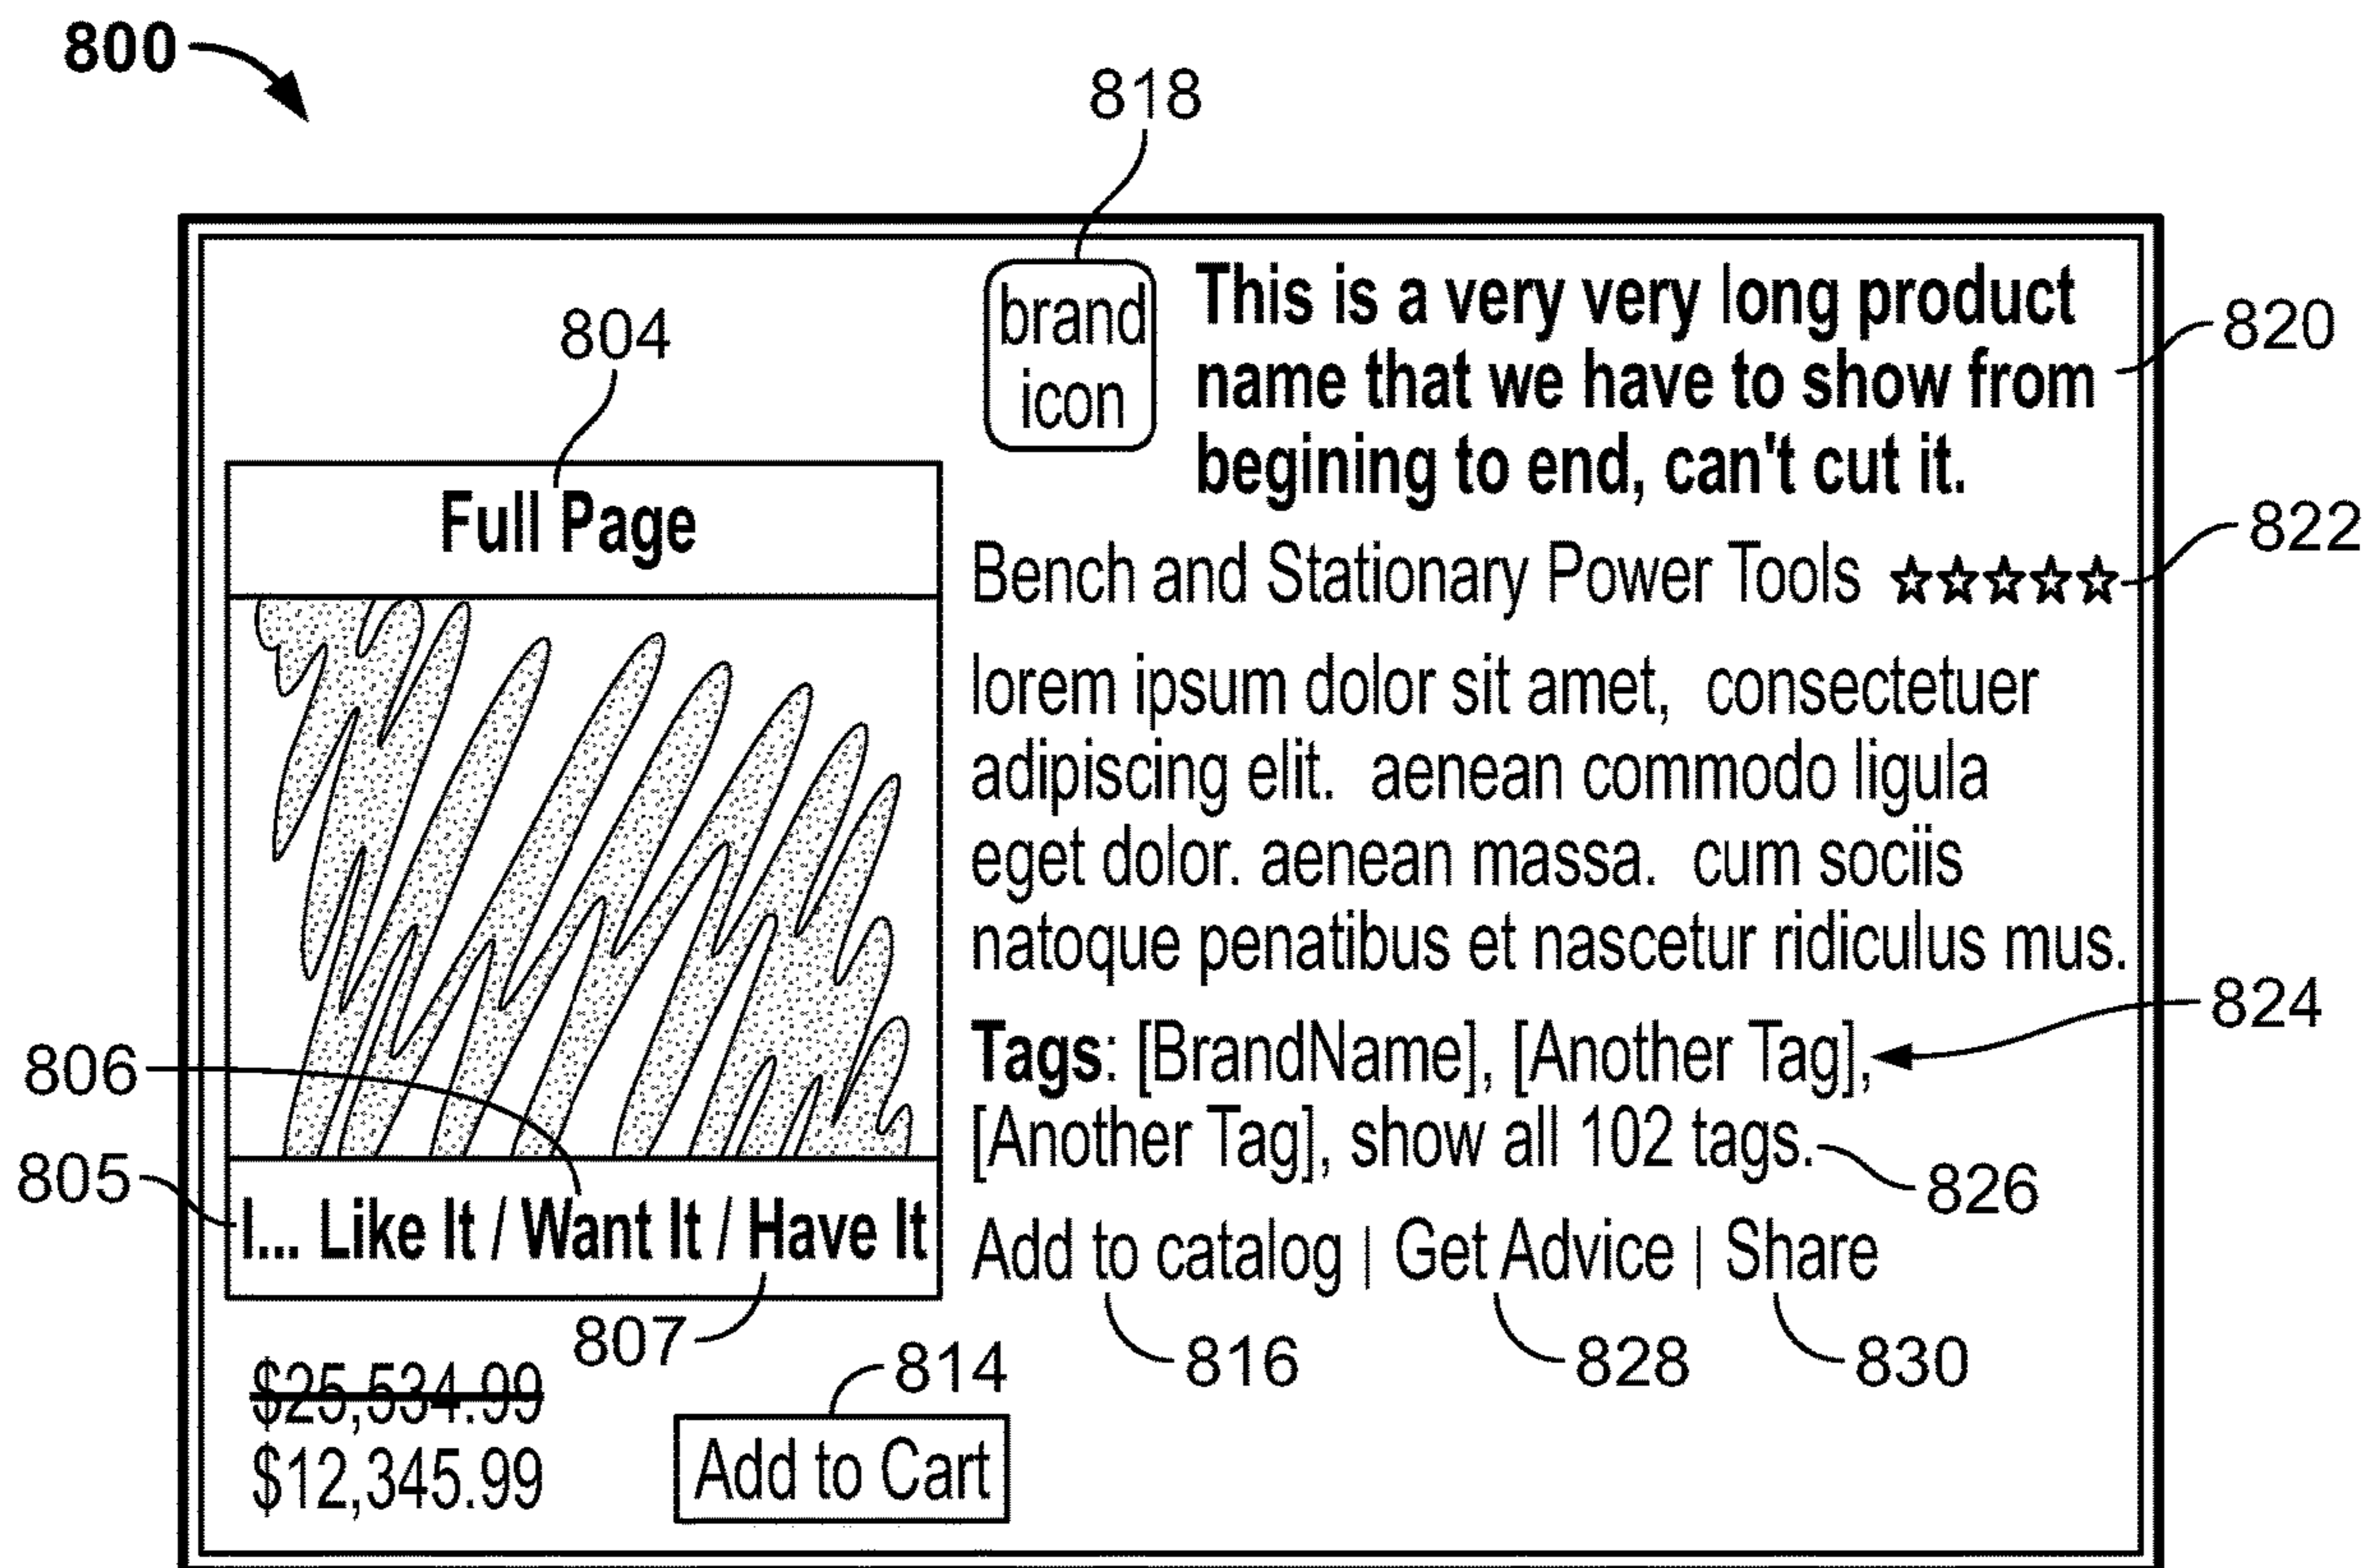 800
818
brand
icon
This is a very very long product
name that we have to show from
begining to end, can't cut it.
820
804
Full Page
822
Bench and Stationary Power Tools ☆☆☆☆☆
lorem ipsum dolor sit amet, consectetuer
adipiscing elit. aenean commodo ligula
eget dolor. aenean massa. cum sociis
natoque penatibus et nascetur ridiculus mus.
824
Tags: [BrandName], [Another Tag],
[Another Tag], show all 102 tags.
826
806
805
I... Like It / Want It / Have It
Add to catalog | Get Advice | Share
807
814
816
828
830
$25,534.99
$12,345.99
Add to Cart